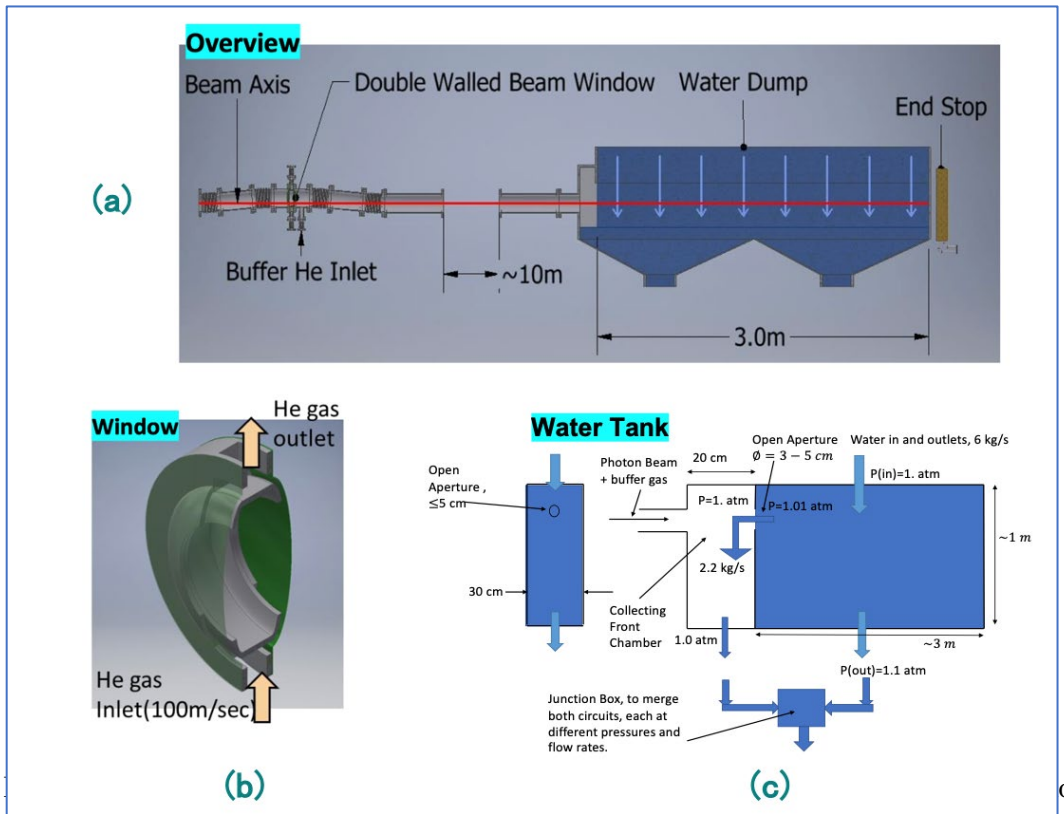 Overview
Beam Axis
Double Walled Beam Window
Water Dump
End Stop
(a)
Buffer He Inlet
~10m
3.0m
Window
He gas
outlet
He gas
Inlet(100m/sec)
(b)
Water Tank
Open
Aperture ,
≤5 cm
30 cm
Photon Beam
+ buffer gas
20 cm
Open Aperture
Ø = 3 − 5 cm
Water in and outlets, 6 kg/s
P(in)=1. atm
P=1. atm
P=1.01 atm
2.2 kg/s
~1 m
Collecting
Front
Chamber
1.0 atm
~3 m
P(out)=1.1 atm
Junction Box, to merge
both circuits, each at
different pressures and
flow rates.
(c)